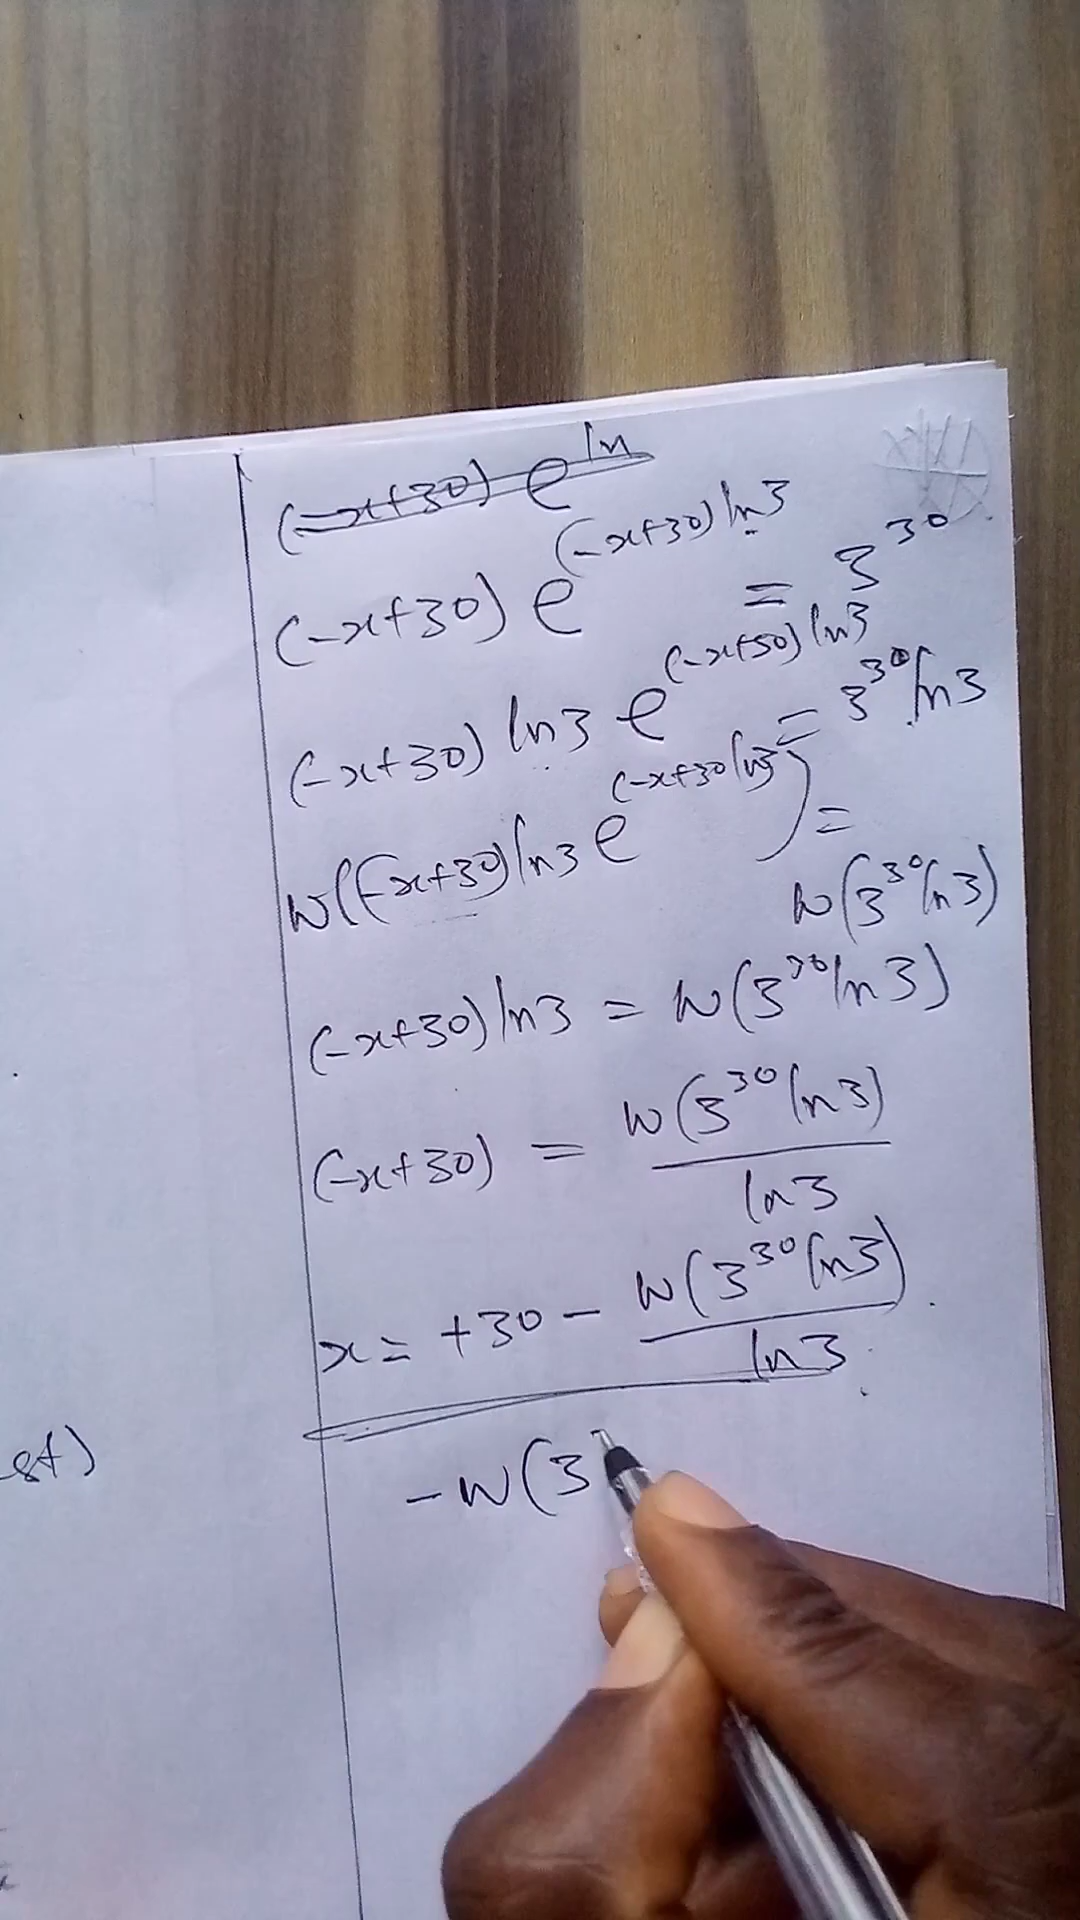 (-x+30) e^ln
(-x+30) e^(-x+30) ln3 = 3^30
(-x+30) ln3 e^(-x+30) ln3 = 3^30 ln3
W((-x+30) ln3 e^(-x+30 ln3) =
W(3^30 ln3)
(-x+30) ln3 = W(3^30 ln3)
(-x+30) = W(3^30 ln3) / ln3
x = +30 - W(3^30 ln3) / ln3.
st)
-W(3